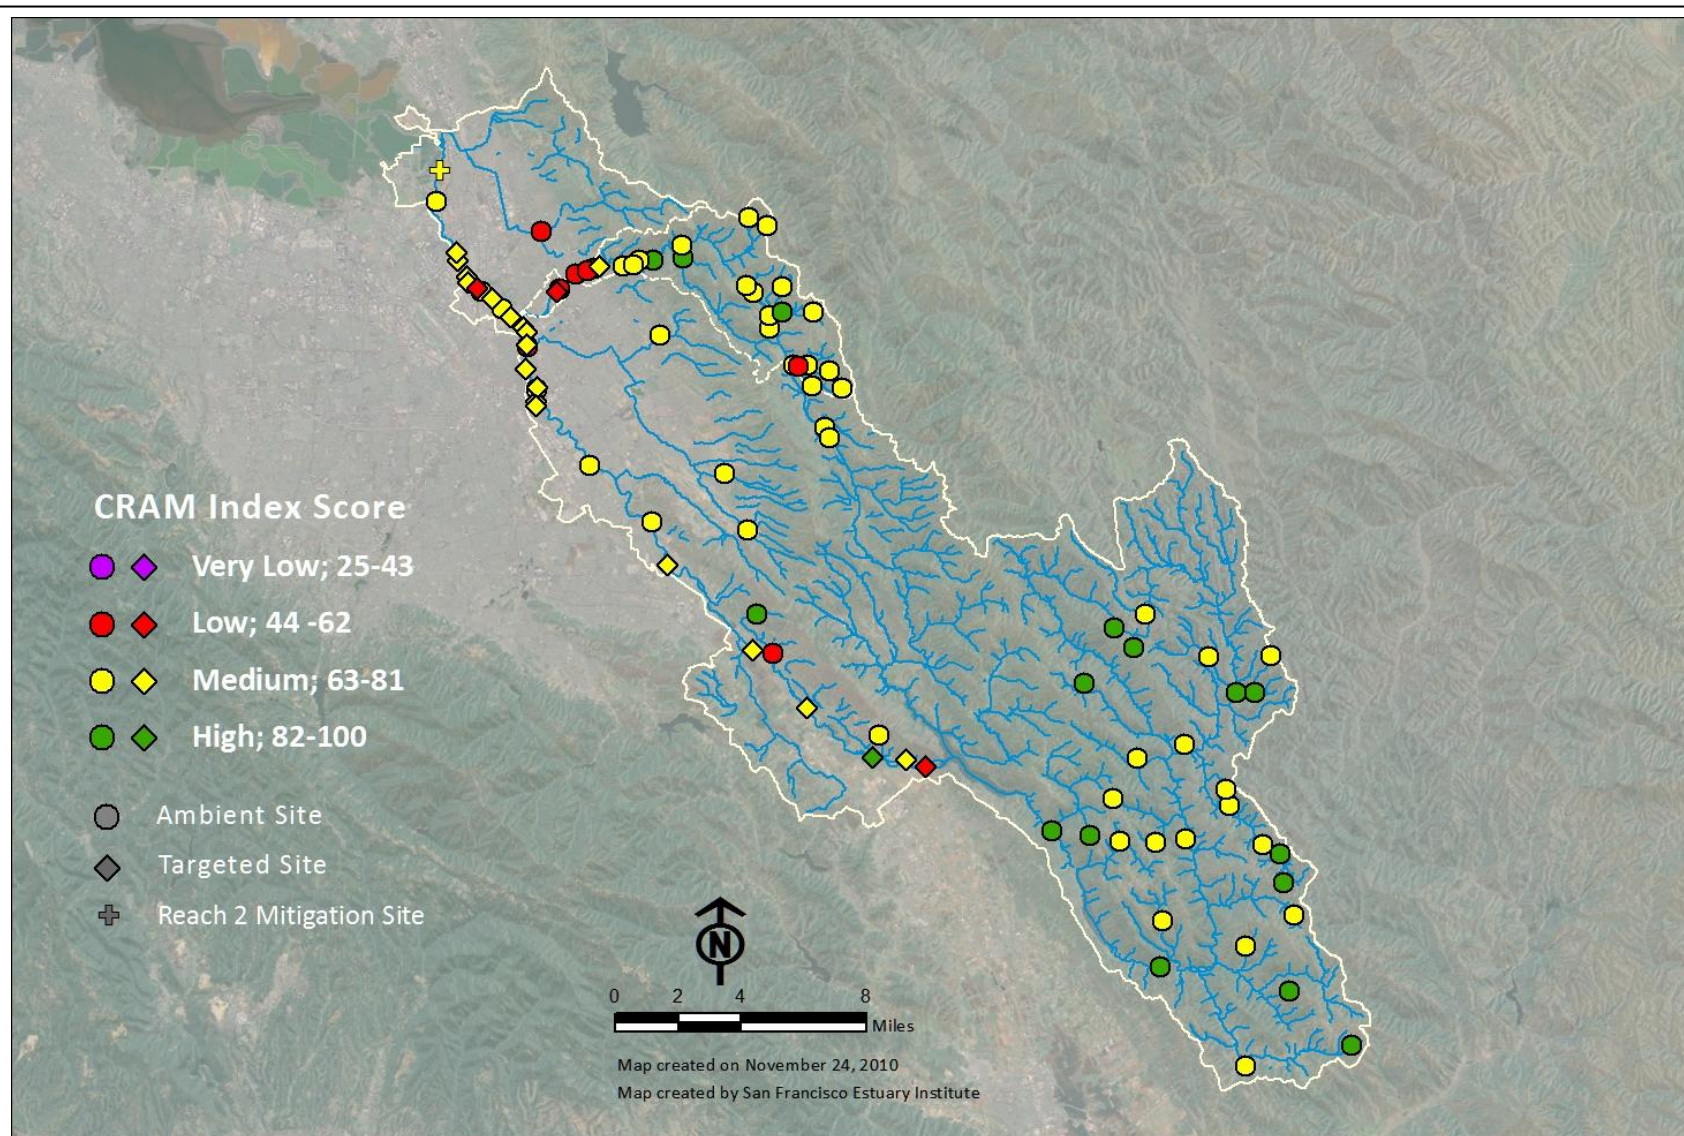 CRAM Index Score
Very Low; 25-43
Low; 44 -62
Medium; 63-81
High; 82-100
Ambient Site
Targeted Site
Reach 2 Mitigation Site
N
0 2 4 8
Miles
Map created on November 24, 2010
Map created by San Francisco Estuary Institute